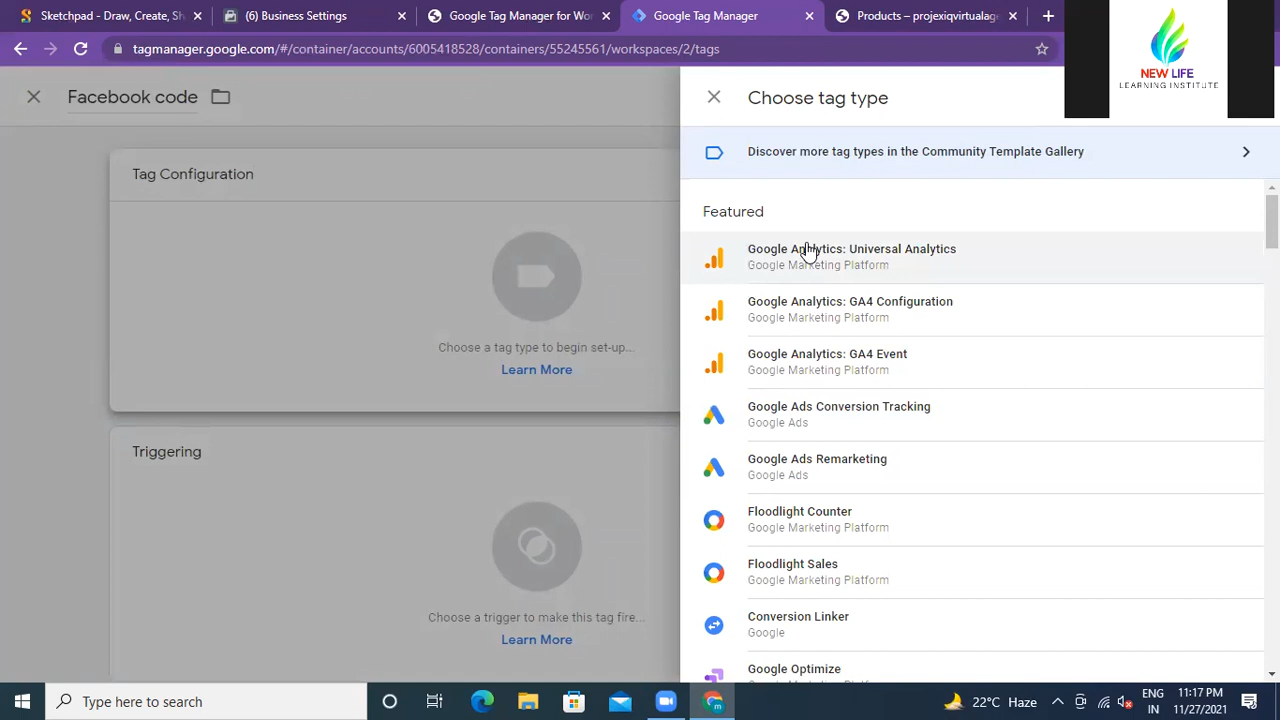 Sketchpad - Draw, Create, Sh
(6) Business Settings
Google Tag Manager for Wo
Google Tag Manager
Products – projexiqvirtualage
tagmanager.google.com/#/container/accounts/6005418528/containers/55245561/workspaces/2/tags
NEW LIFE
LEARNING INSTITUTE
Facebook code
Choose tag type
Discover more tag types in the Community Template Gallery
Tag Configuration
Featured
Google Analytics: Universal Analytics
Google Marketing Platform
Google Analytics: GA4 Configuration
Google Marketing Platform
Choose a tag type to begin set-up...
Learn More
Google Analytics: GA4 Event
Google Marketing Platform
Google Ads Conversion Tracking
Google Ads
Triggering
Google Ads Remarketing
Google Ads
Floodlight Counter
Google Marketing Platform
Floodlight Sales
Google Marketing Platform
Choose a trigger to make this tag fire...
Learn More
Conversion Linker
Google
Google Optimize
Type here to search
22°C Haze
ENG
IN
11:17 PM
11/27/2021